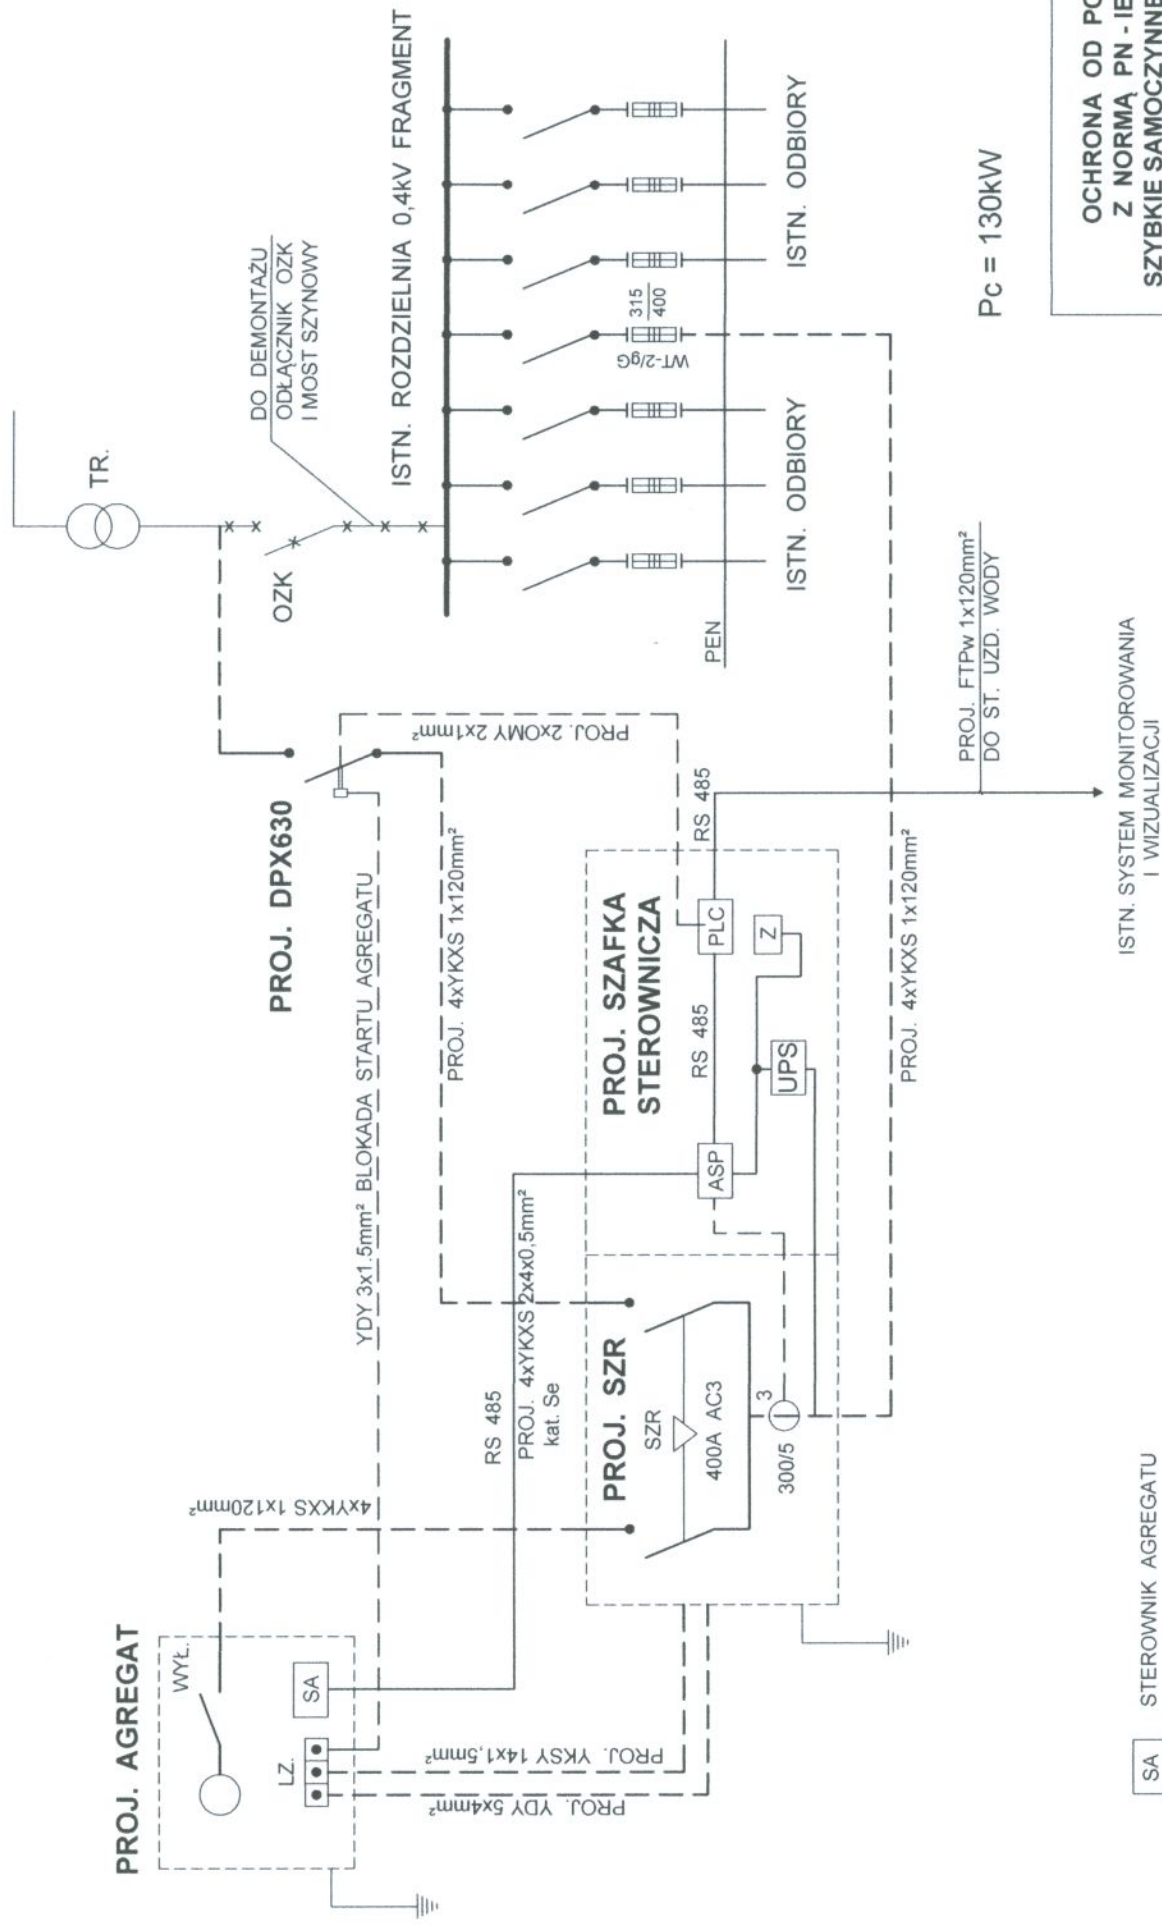 PROJ. AGREGAT
WYŁ.
SA
LZ.
PROJ. YKSY 14x1,5mm²
PROJ. YDY 5x4mm²
4xYKXS 1x120mm²
YDY 3x1.5mm² BLOKADA STARTU AGREGATU
RS 485
PROJ. 4xYKXS 2x4x0,5mm²
kat. Se
PROJ. DPX630
PROJ. 4xYKXS 1x120mm²
PROJ. 2xOMY 2x1mm²
TR.
OZK
DO DEMONTAŻU
ODŁĄCZNIK OZK
I MOST SZYNOWY
ISTN. ROZDZIELNIA 0,4kV FRAGMENT
315
400
WT-2/gG
PEN
ISTN. ODBIORY
ISTN. ODBIORY
PROJ. SZR
SZR
400A AC3
3
300/5
PROJ. SZAFKA
STEROWNICZA
ASP
RS 485
PLC
RS 485
Z
UPS
PROJ. 4xYKXS 1x120mm²
PROJ. FTPw 1x120mm²
DO ST. UZD. WODY
Pc = 130kW
ISTN. SYSTEM MONITOROWANIA
I WIZUALIZACJI
OCHRONA OD PO
Z NORMĄ PN - IE
SZYBKIE SAMOCZYNNE
SA STEROWNIK AGREGATU